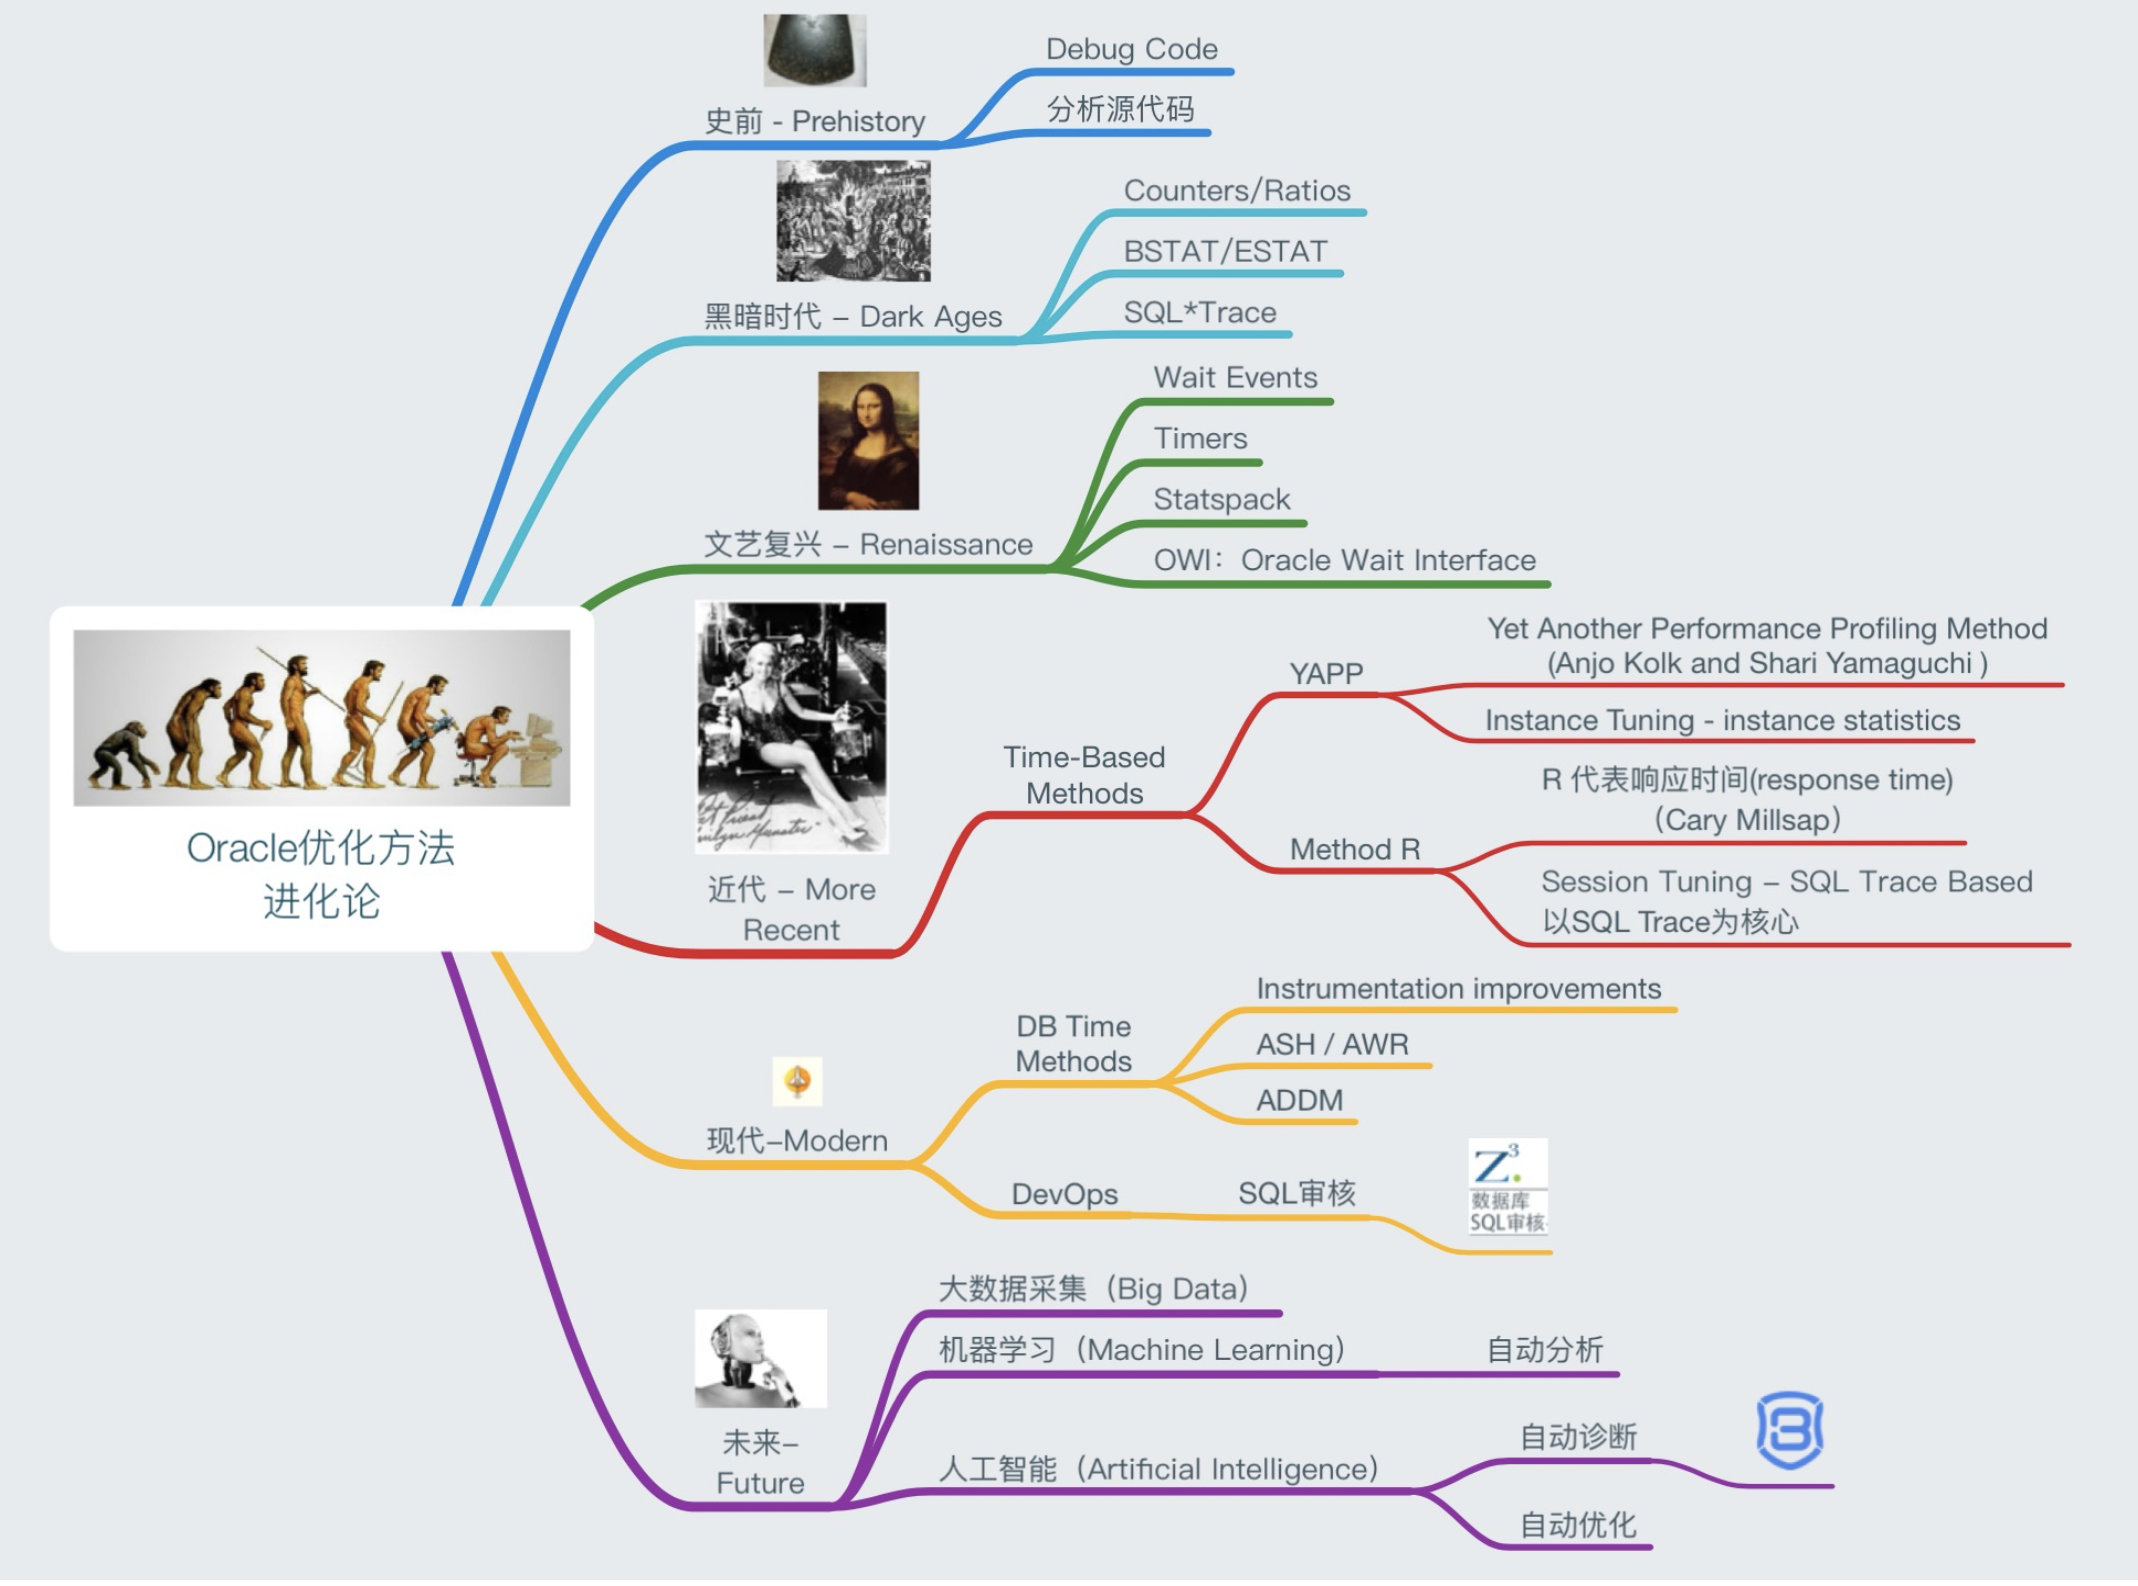 Debug Code
分析源代码
史前 - Prehistory
Counters/Ratios
BSTAT/ESTAT
SQL*Trace
黑暗时代 – Dark Ages
Wait Events
Timers
Statspack
OWI：Oracle Wait Interface
文艺复兴 – Renaissance
Oracle优化方法
进化论
近代 – More
Recent
Time-Based
Methods
YAPP
Yet Another Performance Profiling Method
(Anjo Kolk and Shari Yamaguchi )
Instance Tuning - instance statistics
Method R
R 代表响应时间(response time)
（Cary Millsap）
Session Tuning – SQL Trace Based
以SQL Trace为核心
现代–Modern
DB Time
Methods
Instrumentation improvements
ASH / AWR
ADDM
DevOps
SQL审核
Z3
数据库
SQL审核
未来–
Future
大数据采集（Big Data）
机器学习（Machine Learning）
自动分析
人工智能（Artificial Intelligence）
自动诊断
自动优化